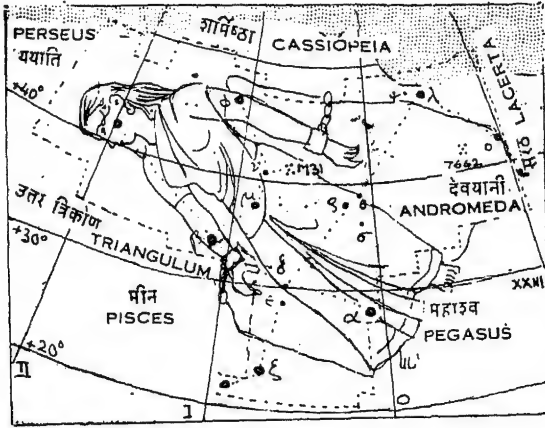 शर्मिष्ठा
PERSEUS
CASSIOPEIA
ययाति
LACERTA
+40°
φ
λ
M31
7662
देवयानी
ANDROMEDA
उत्तर त्रिकोण
μ
σ
+30°
TRIANGULUM
β
δ
XXIII
मीन
PISCES
ε
α
महाश्व
PEGASUS
+20°
ξ
II
I
0